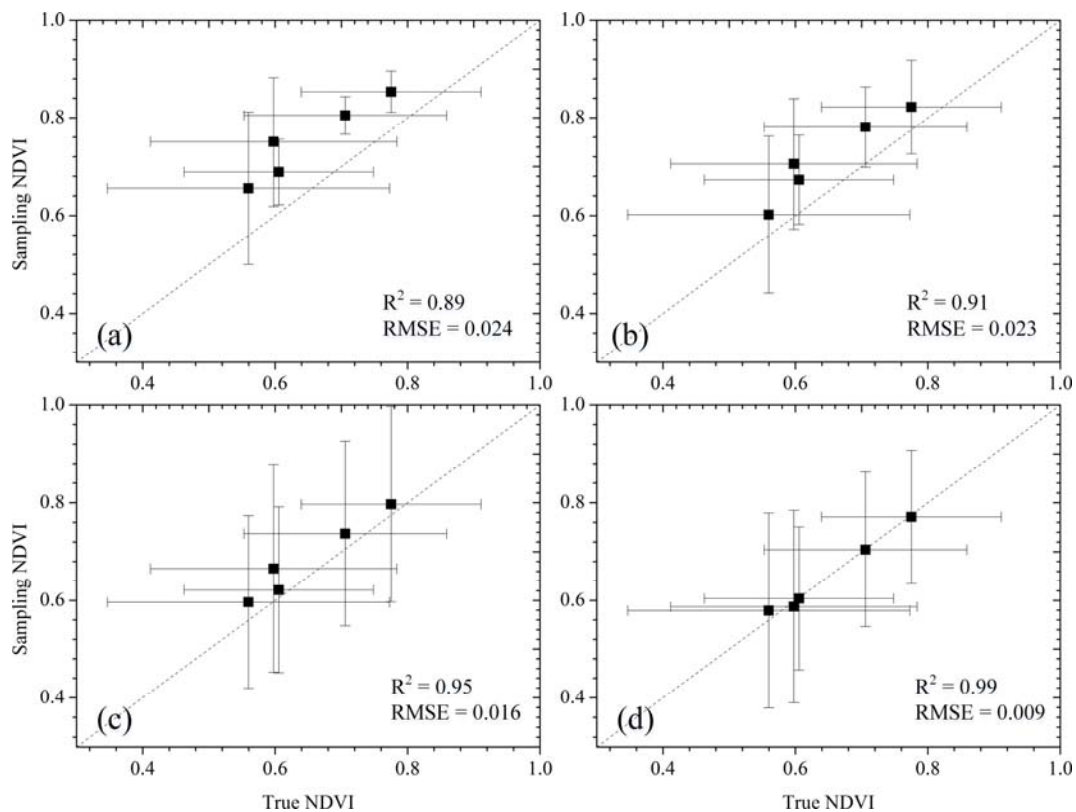 1.0
0.8
0.6
0.4
Sampling NDVI
(a)
R² = 0.89
RMSE = 0.024
0.4 0.6 0.8 1.0
1.0
0.8
0.6
0.4
Sampling NDVI
(b)
R² = 0.91
RMSE = 0.023
0.4 0.6 0.8 1.0
1.0
0.8
0.6
0.4
Sampling NDVI
(c)
R² = 0.95
RMSE = 0.016
0.4 0.6 0.8 1.0
True NDVI
1.0
0.8
0.6
0.4
Sampling NDVI
(d)
R² = 0.99
RMSE = 0.009
0.4 0.6 0.8 1.0
True NDVI